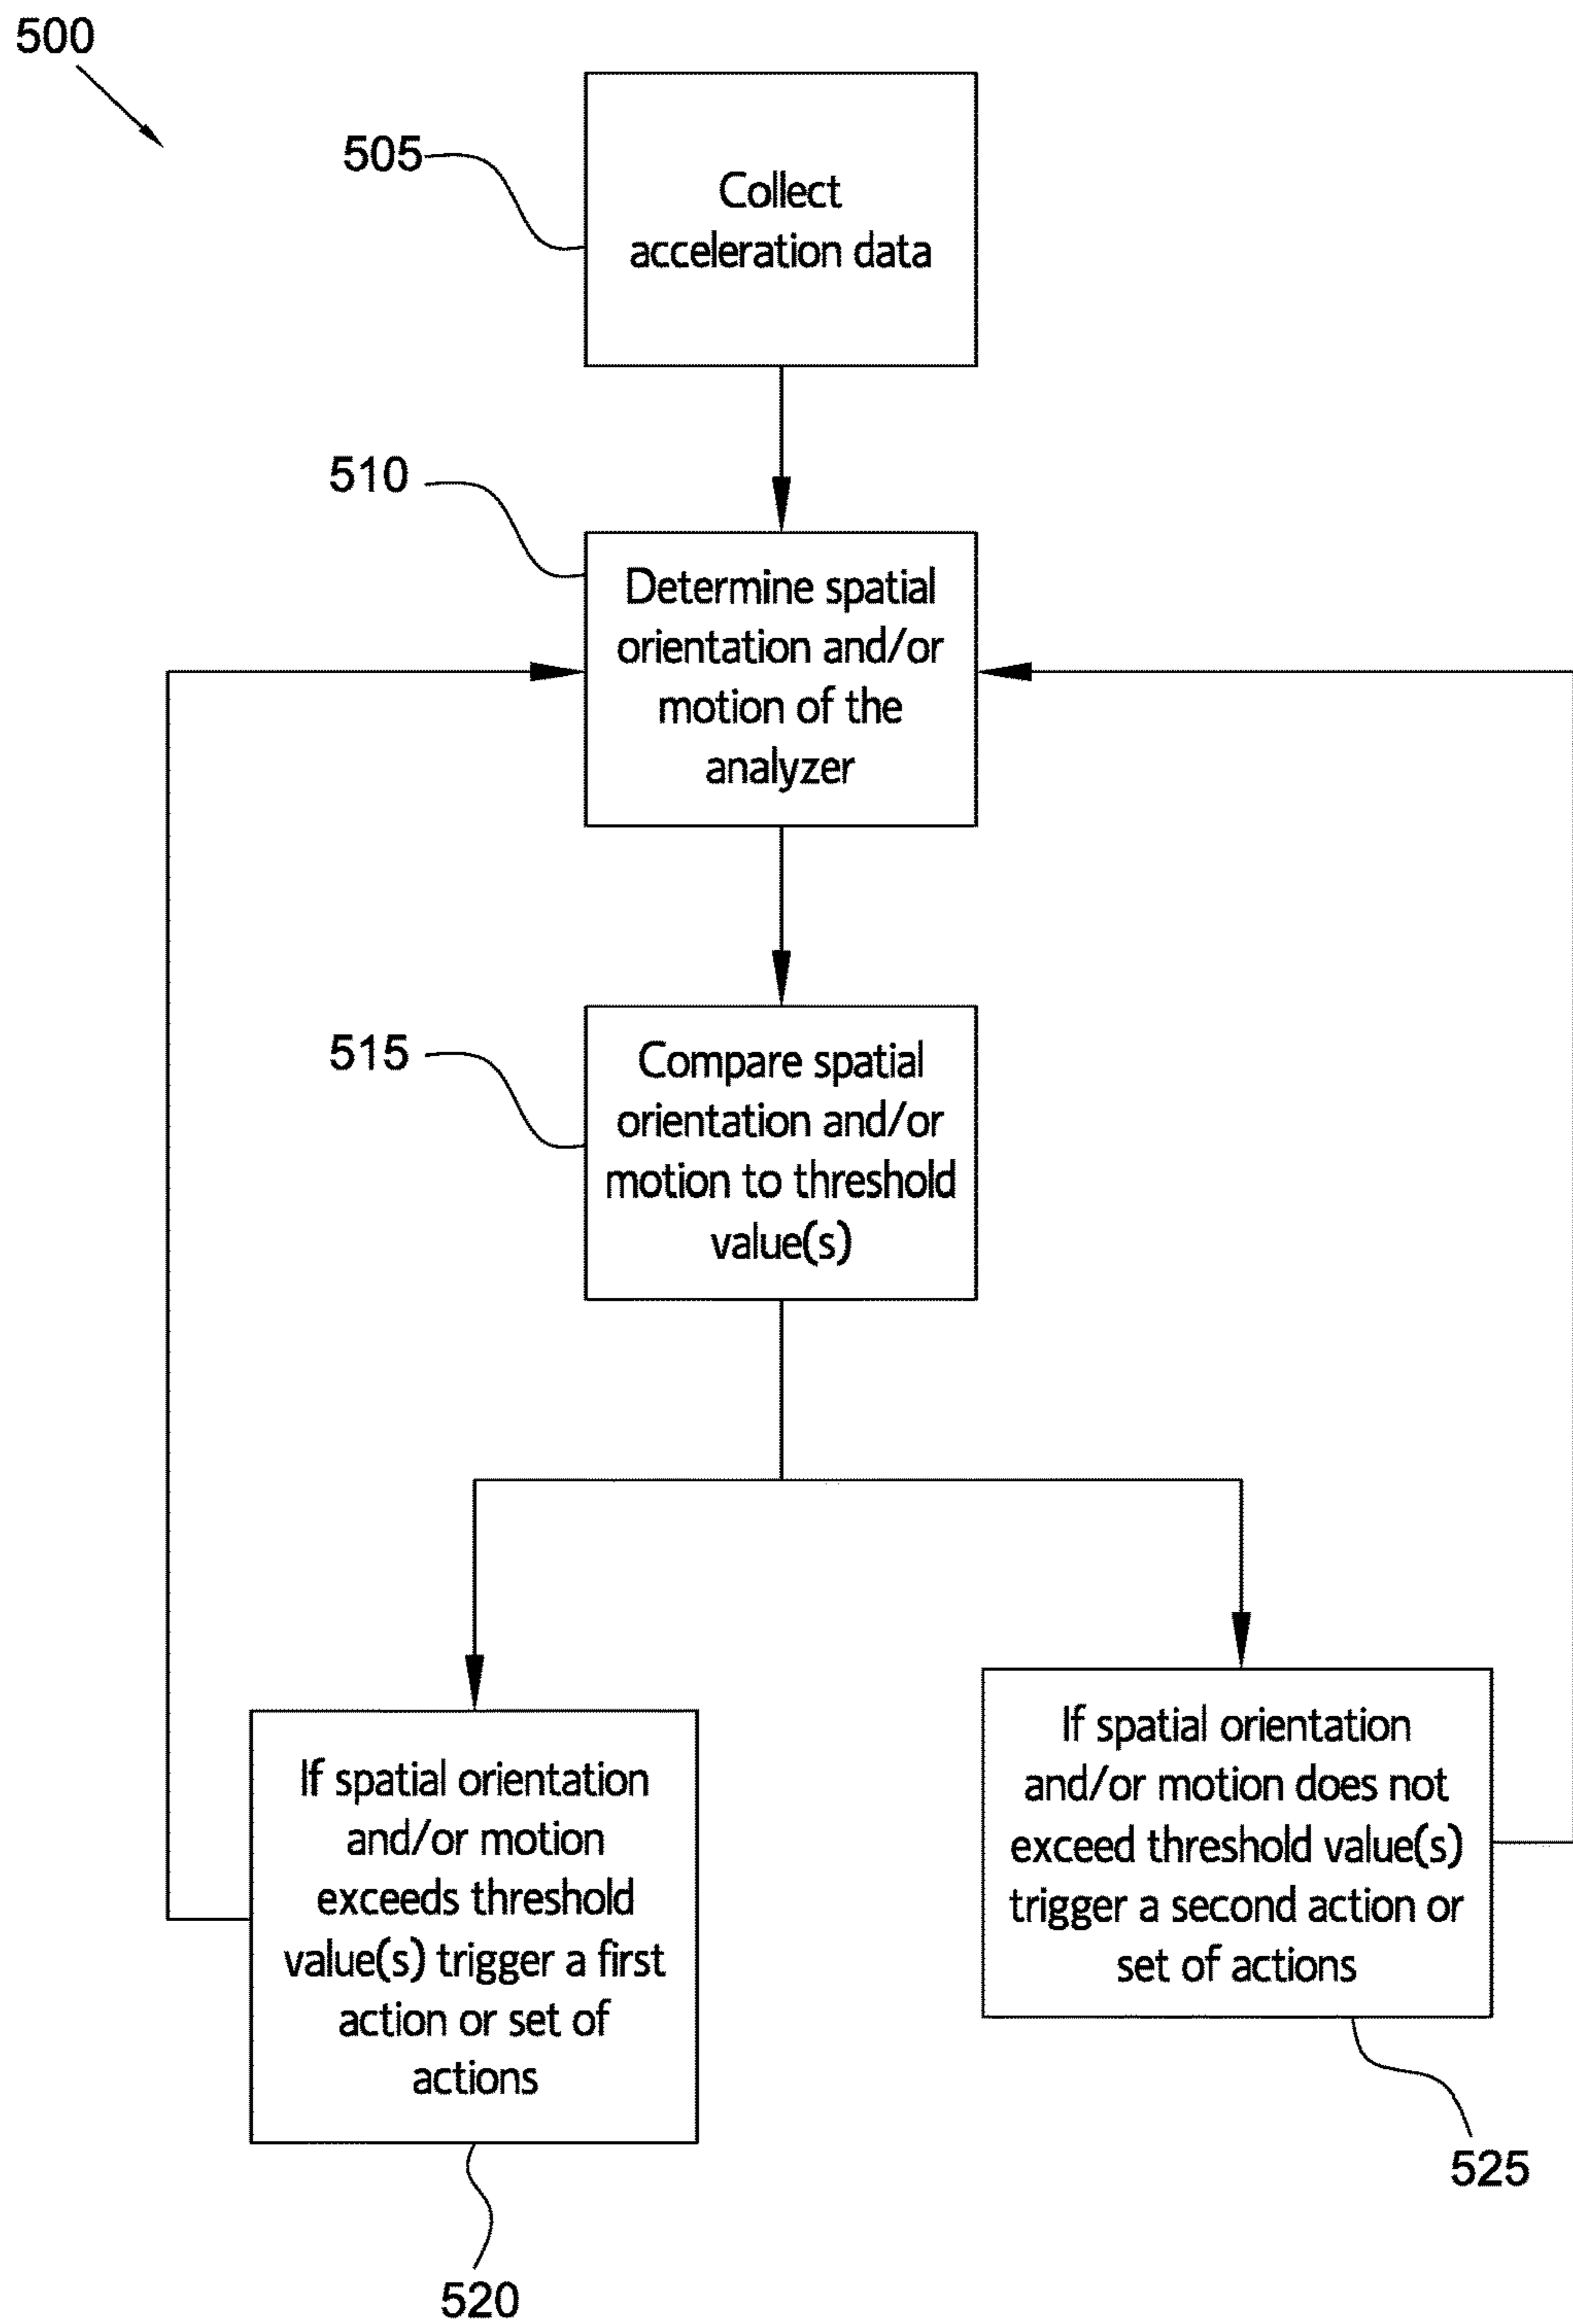 500
505
Collect
acceleration data
510
Determine spatial
orientation and/or
motion of the
analyzer
515
Compare spatial
orientation and/or
motion to threshold
value(s)
If spatial orientation
and/or motion
exceeds threshold
value(s) trigger a first
action or set of
actions
520
If spatial orientation
and/or motion does not
exceed threshold value(s)
trigger a second action or
set of actions
525